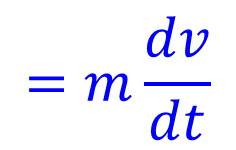 = m dv/dt